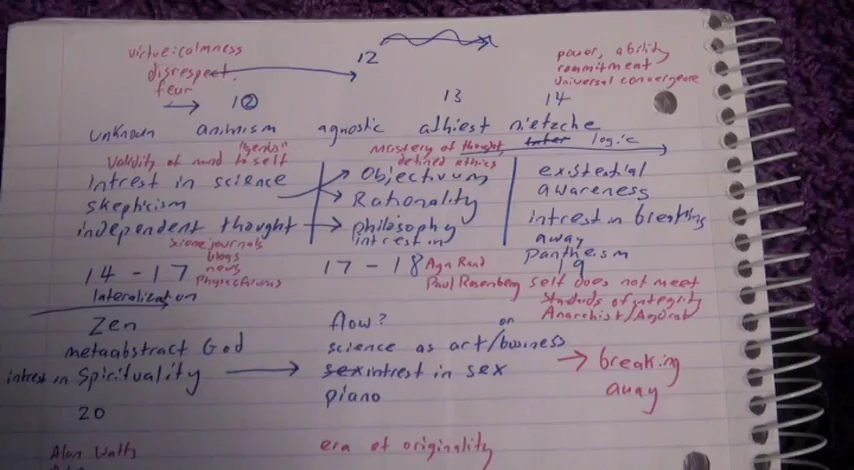 virtue: calmness
disrespect,
fear
12
power, ability
commitment
universal convergence
10
13
14
unknown animism agnostic athiest nietzche
Validity of mind to self
"genius"
Mastery of thought,
defined ethics
logic
Intrest in science
skepticism
independent thought
Objectivism
Rationality
philosophy
intrest in
existential
awareness
intrest in breaking
away
pantheism
science journals
blogs
news
Physicsforums
14 - 17
lateralization
17 - 18
Ayn Rand
Paul Rosenberg
19
self does not meet
standards of integrity
Anarchist/Agorist
Zen
metaabstract God
intrest in Spirituality
20
flow?
on
science as art/business
sex intrest in sex
piano
breaking
away
Alan Watts
era of originality